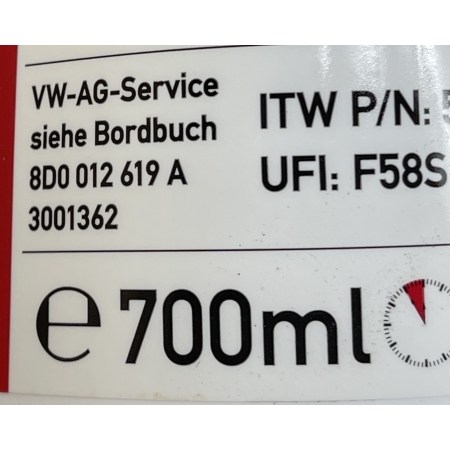 VW-AG-Service
siehe Bordbuch
8D0 012 619 A
3001362
ITW P/N:
UFI: F58S
℮ 700ml